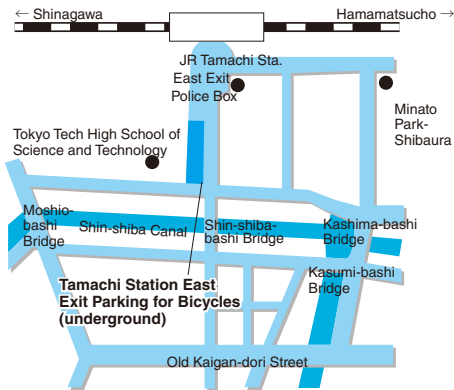 ← Shinagawa
Hamamatsucho →
JR Tamachi Sta.
East Exit
Police Box
Minato
Park-
Shibaura
Tokyo Tech High School of
Science and Technology
Moshio-
bashi
Bridge
Shin-shiba Canal
Shin-shiba-
bashi Bridge
Kashima-bashi
Bridge
Kasumi-bashi
Bridge
Tamachi Station East
Exit Parking for Bicycles
(underground)
Old Kaigan-dori Street